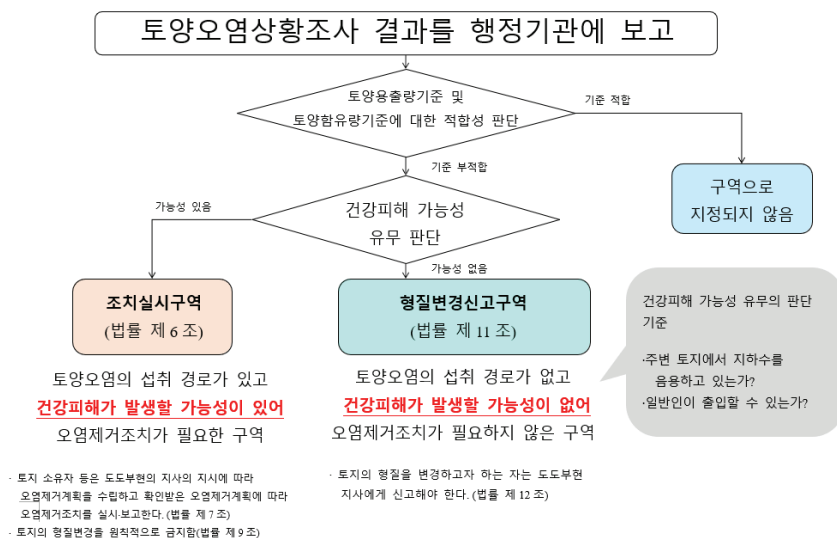 토양오염상황조사 결과를 행정기관에 보고
토양용출량기준 및
토양함유량기준에 대한 적합성 판단
기준 적합
기준 부적합
구역으로
지정되지 않음
가능성 있음
건강피해 가능성
유무 판단
가능성 없음
조치실시구역
(법률 제 6 조)
형질변경신고구역
(법률 제 11 조)
건강피해 가능성 유무의 판단
기준
·주변 토지에서 지하수를
음용하고 있는가?
·일반인이 출입할 수 있는가?
토양오염의 섭취 경로가 있고
건강피해가 발생할 가능성이 있어
오염제거조치가 필요한 구역
토양오염의 섭취 경로가 없고
건강피해가 발생할 가능성이 없어
오염제거조치가 필요하지 않은 구역
· 토지 소유자 등은 도도부현의 지사의 지시에 따라
오염제거계획을 수립하고 확인받은 오염제거계획에 따라
오염제거조치를 실시·보고한다. (법률 제 7 조)
· 토지의 형질변경을 원칙적으로 금지함(법률 제 9 조)
· 토지의 형질을 변경하고자 하는 자는 도도부현
지사에게 신고해야 한다. (법률 제 12 조)